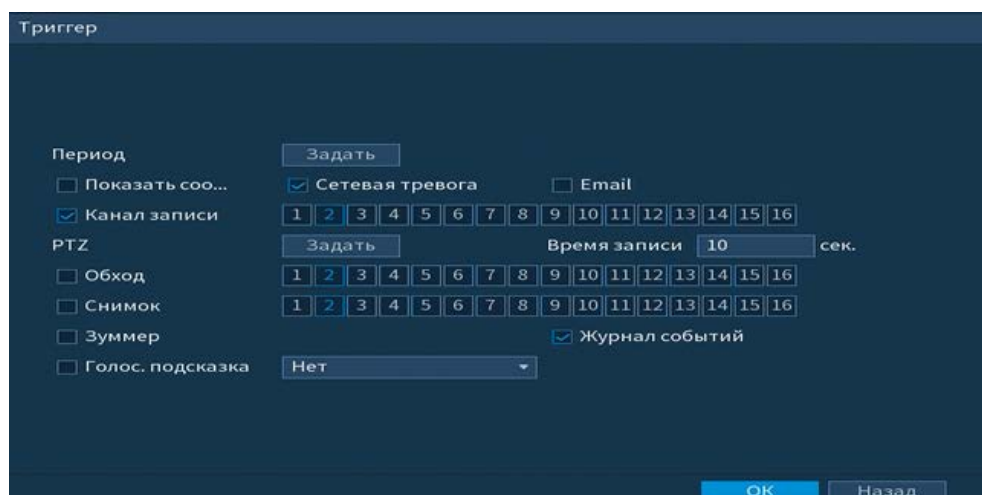 Триггер
Период Задать
Показать соо... Сетевая тревога Email
Канал записи 1 2 3 4 5 6 7 8 9 10 11 12 13 14 15 16
PTZ Задать Время записи 10 сек.
Обход 1 2 3 4 5 6 7 8 9 10 11 12 13 14 15 16
Снимок 1 2 3 4 5 6 7 8 9 10 11 12 13 14 15 16
Зуммер Журнал событий
Голос. подсказка Нет
OK Назад